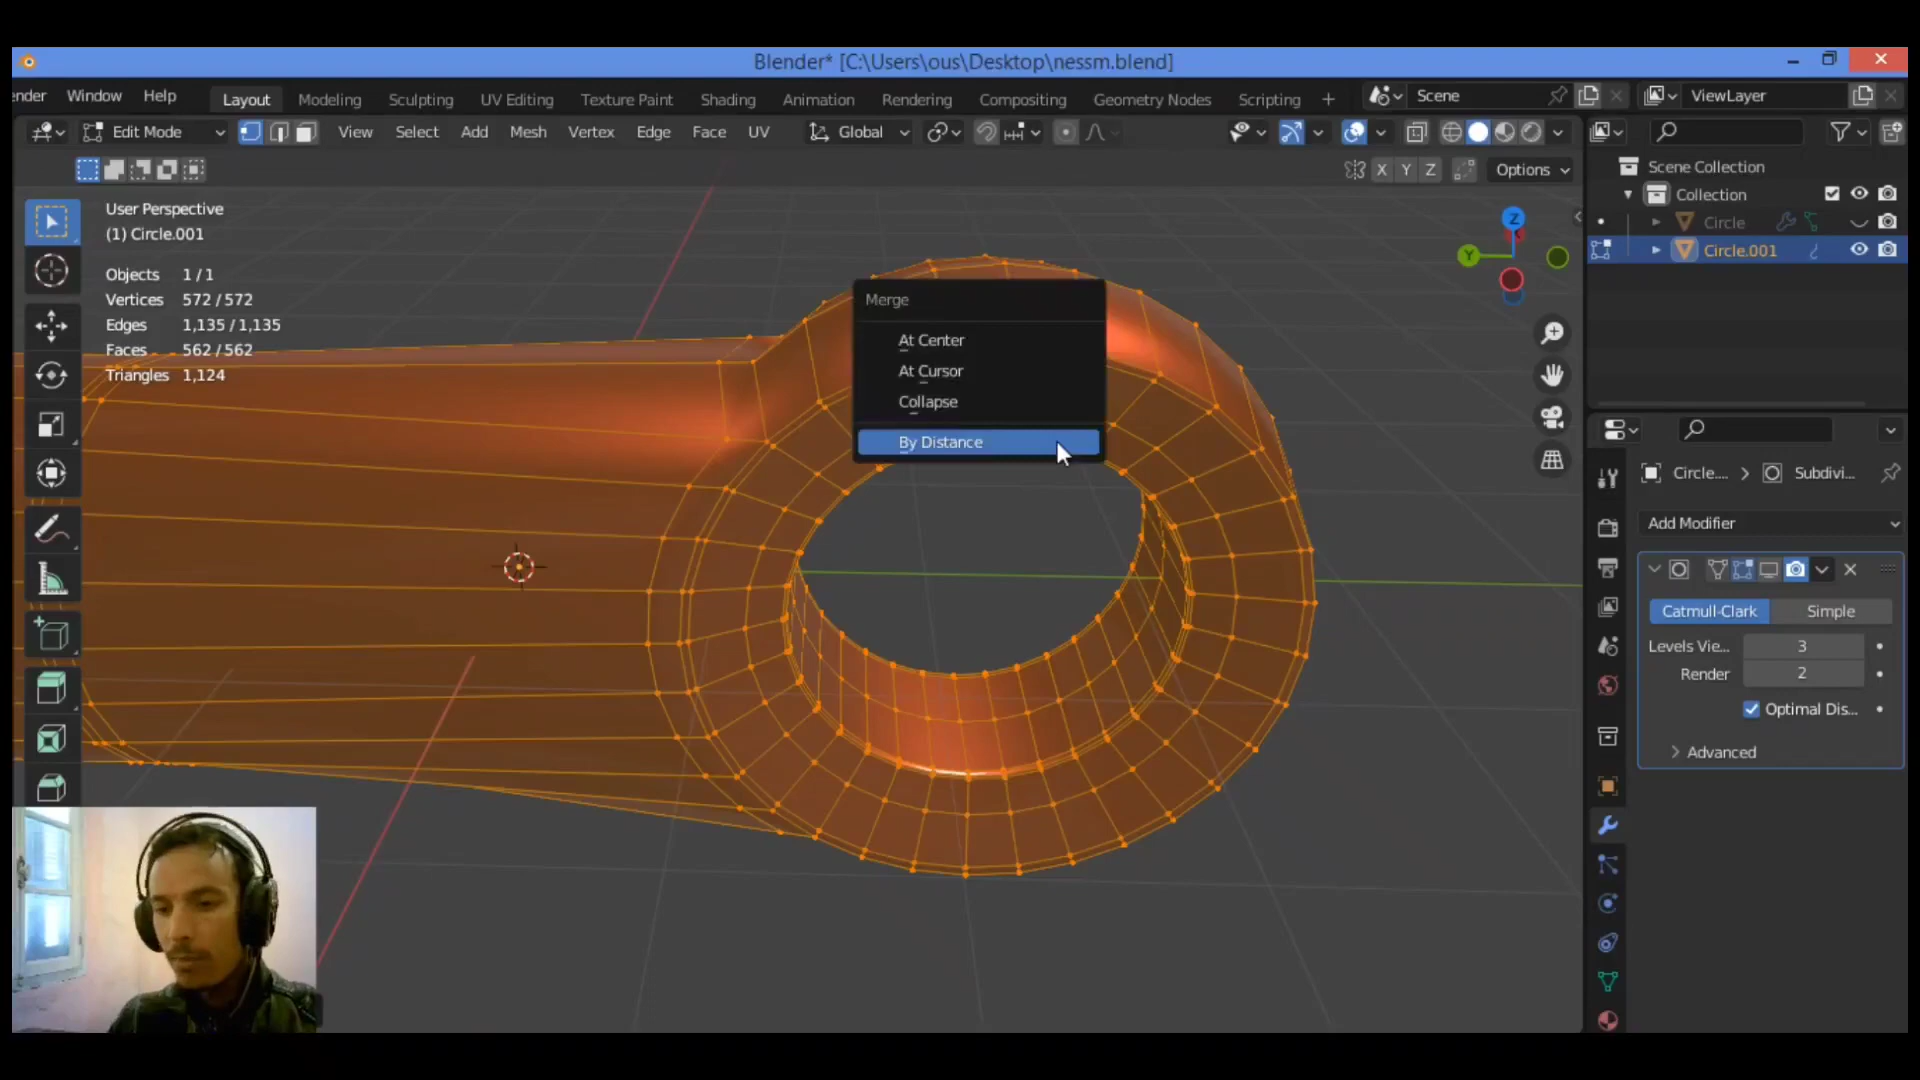 Blender* [C:\Users\ous\Desktop\nessm.blend]
nder Window Help Layout Modeling Sculpting UV Editing Texture Paint Shading Animation Rendering Compositing Geometry Nodes Scripting + Scene ViewLayer
Edit Mode View Select Add Mesh Vertex Edge Face UV Global
X Y Z Options
User Perspective
(1) Circle.001
Objects 1 / 1
Vertices 572 / 572
Edges 1,135 / 1,135
Faces 562 / 562
Triangles 1,124
Merge
At Center
At Cursor
Collapse
By Distance
Z
Y
Scene Collection
Collection
Circle
Circle.001
Circle.... > Subdivi...
Add Modifier
Catmull-Clark Simple
Levels Vie... 3
Render 2
Optimal Dis...
Advanced